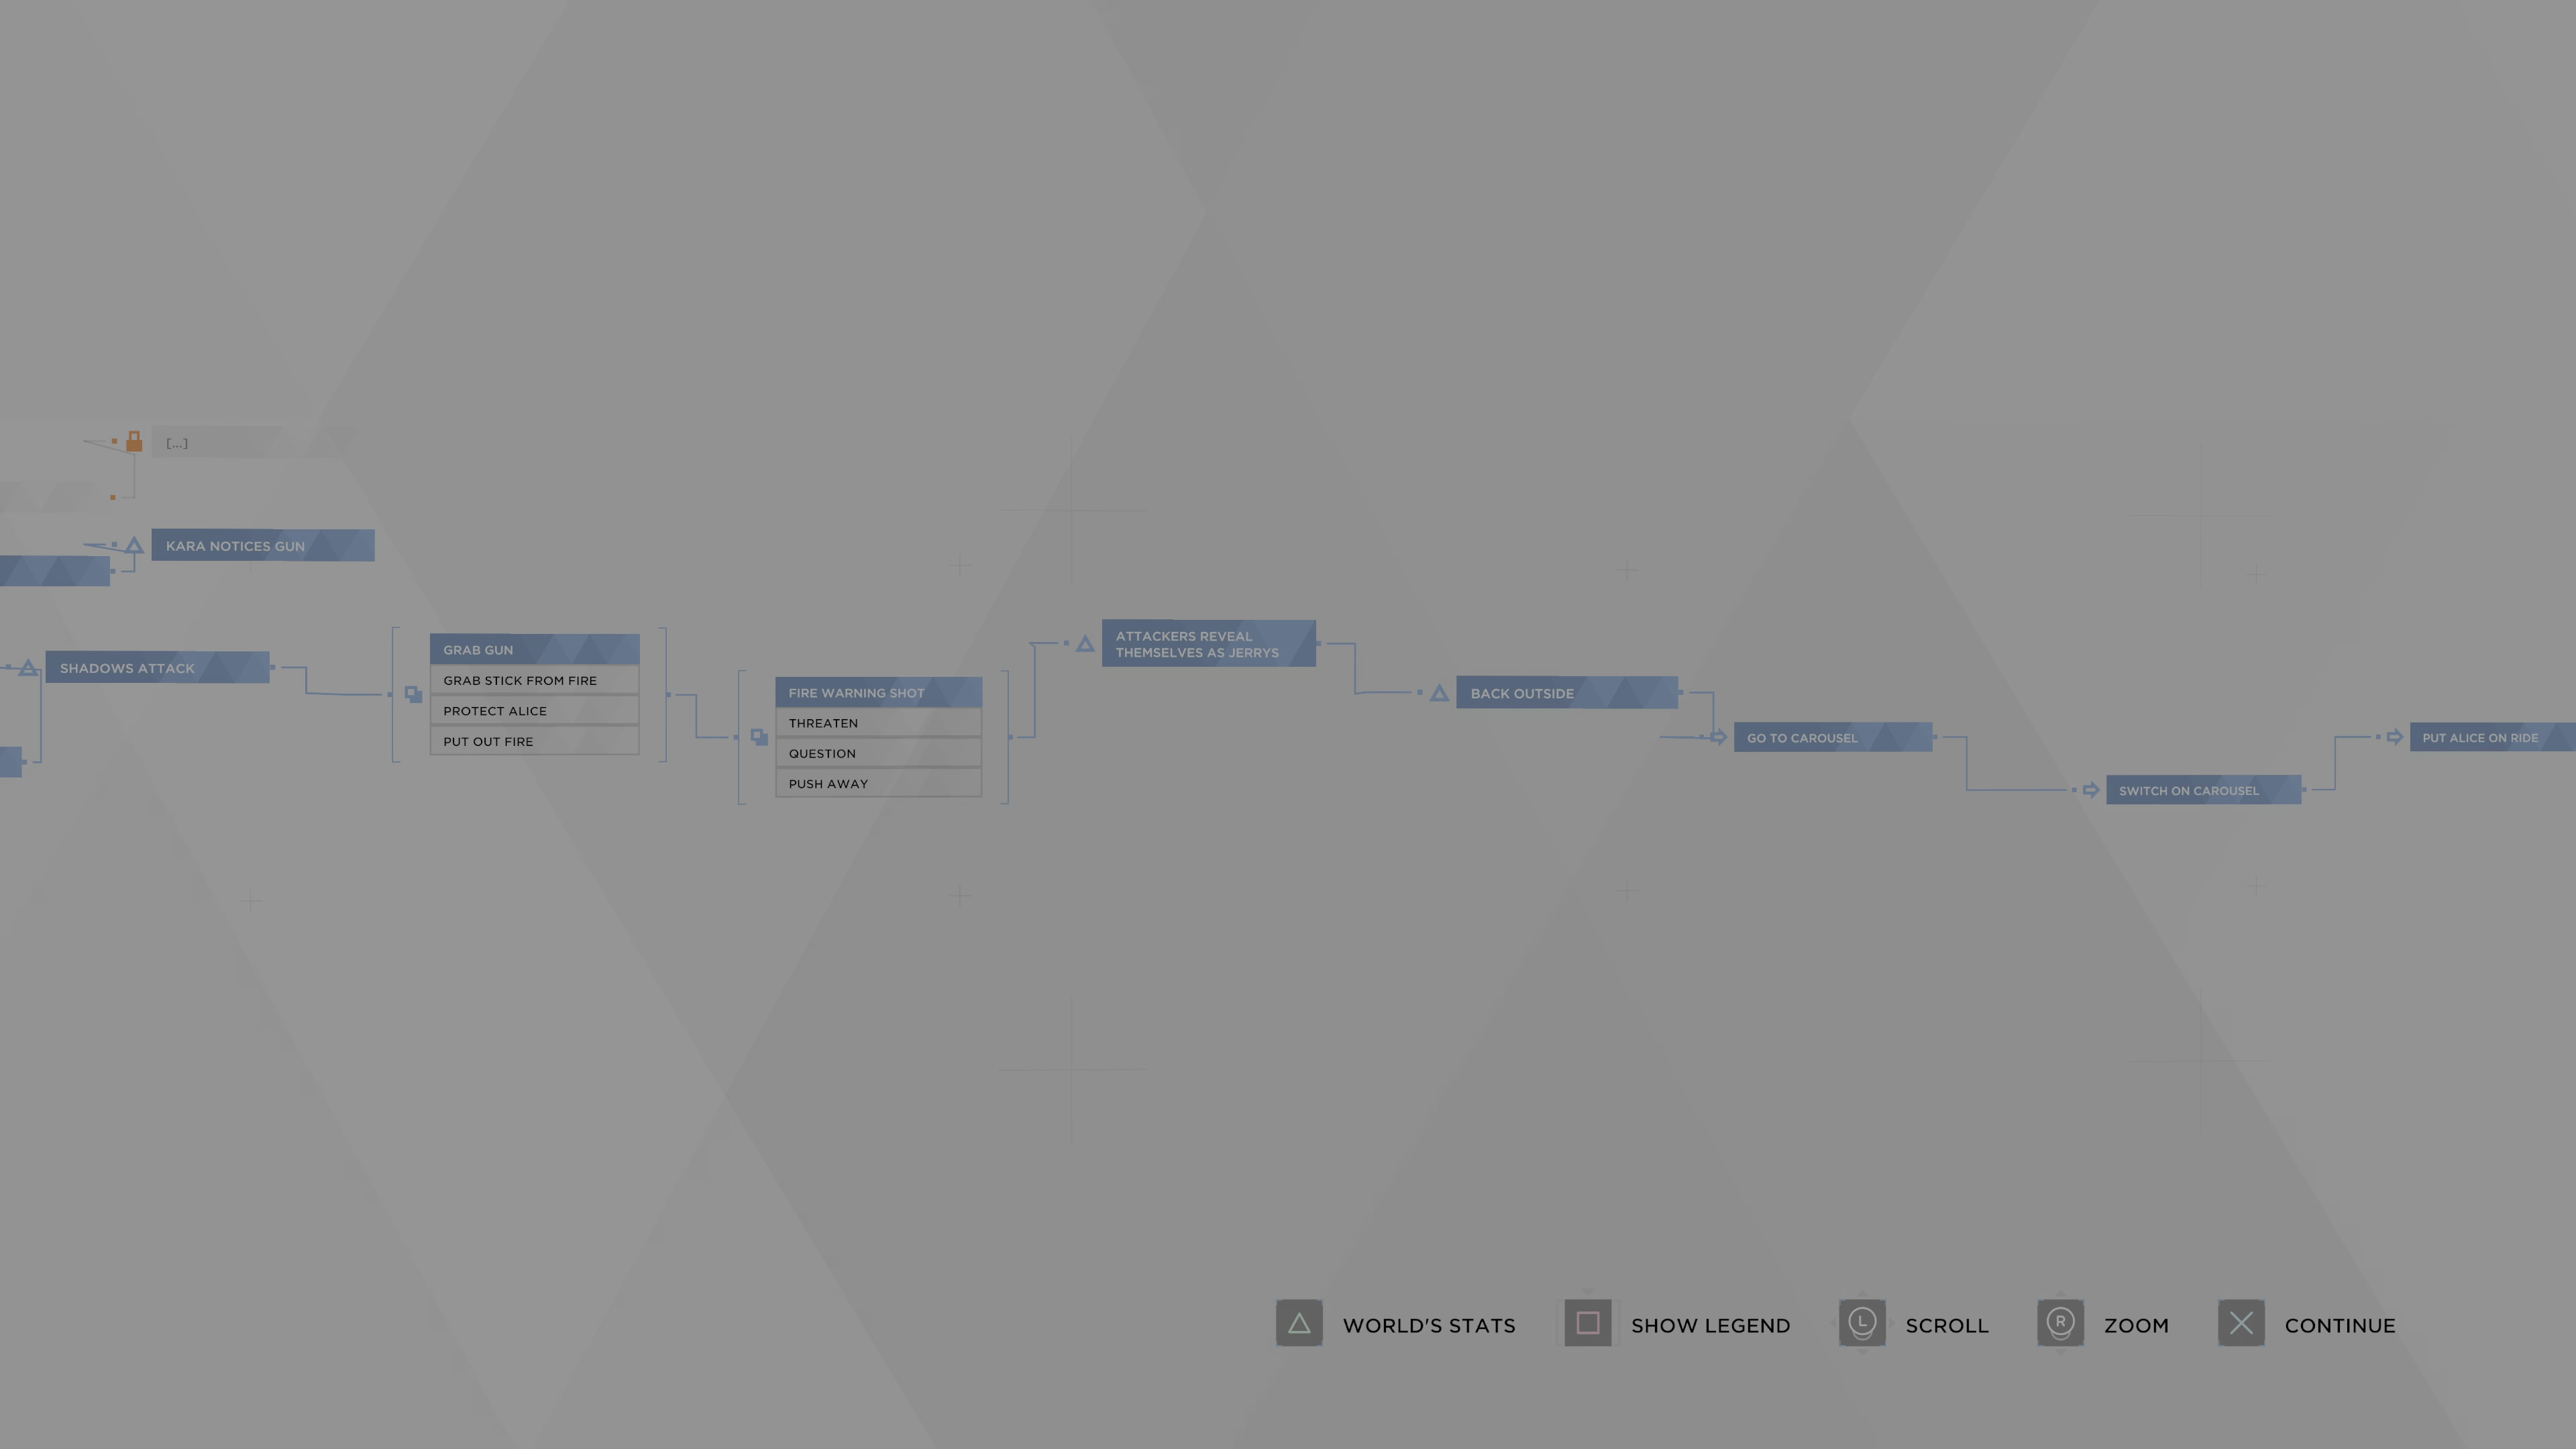 [...]
KARA NOTICES GUN
SHADOWS ATTACK
GRAB GUN
GRAB STICK FROM FIRE
PROTECT ALICE
PUT OUT FIRE
FIRE WARNING SHOT
THREATEN
QUESTION
PUSH AWAY
ATTACKERS REVEAL
THEMSELVES AS JERRYS
BACK OUTSIDE
GO TO CAROUSEL
SWITCH ON CAROUSEL
PUT ALICE ON RIDE
WORLD'S STATS
SHOW LEGEND
L
SCROLL
R
ZOOM
CONTINUE